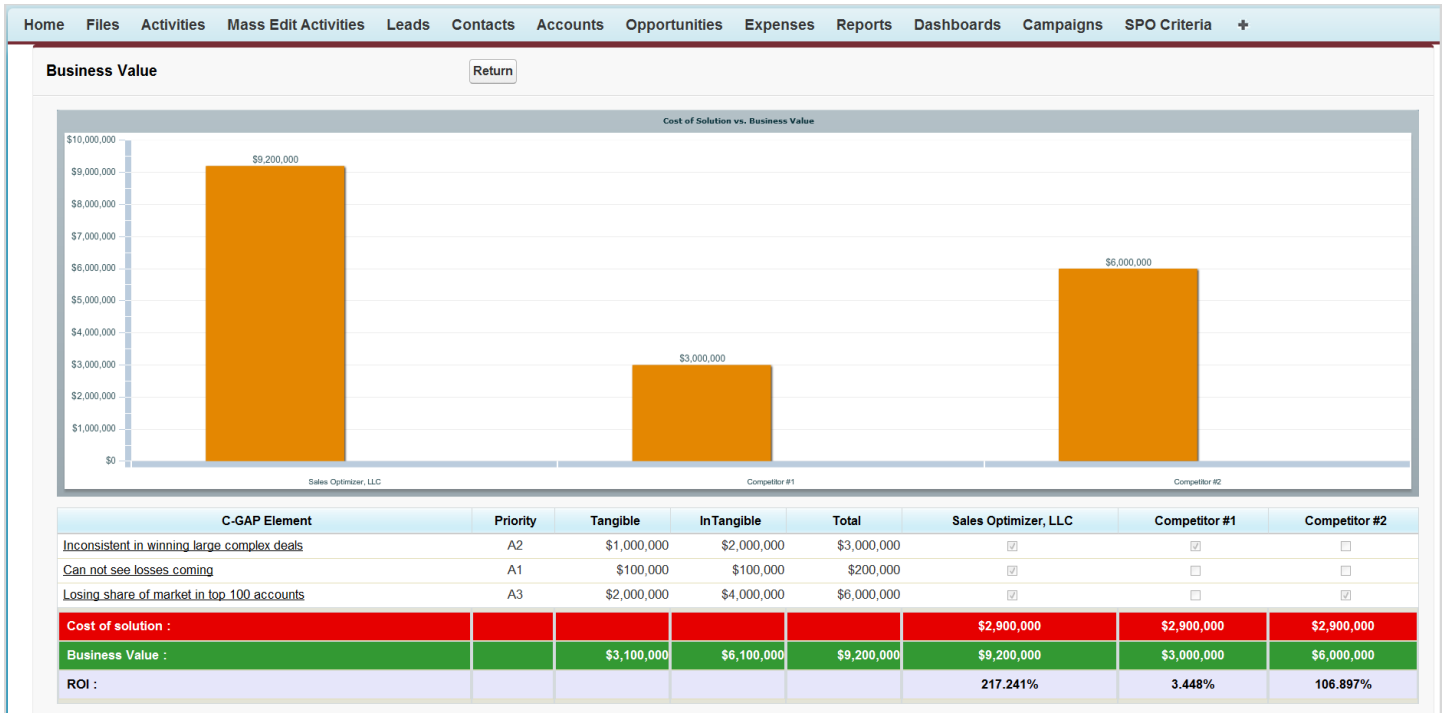 Home Files Activities Mass Edit Activities Leads Contacts Accounts Opportunities Expenses Reports Dashboards Campaigns SPO Criteria +
Business Value Return
Cost of Solution vs. Business Value
$10,000,000
$9,200,000
$9,000,000
$8,000,000
$7,000,000
$6,000,000
$6,000,000
$5,000,000
$4,000,000
$3,000,000
$3,000,000
$2,000,000
$1,000,000
$0
Sales Optimizer, LLC Competitor #1 Competitor #2
C-GAP Element Priority Tangible InTangible Total Sales Optimizer, LLC Competitor #1 Competitor #2
Inconsistent in winning large complex deals A2 $1,000,000 $2,000,000 $3,000,000
Can not see losses coming A1 $100,000 $100,000 $200,000
Losing share of market in top 100 accounts A3 $2,000,000 $4,000,000 $6,000,000
Cost of solution : $2,900,000 $2,900,000 $2,900,000
Business Value : $3,100,000 $6,100,000 $9,200,000 $9,200,000 $3,000,000 $6,000,000
ROI : 217.241% 3.448% 106.897%